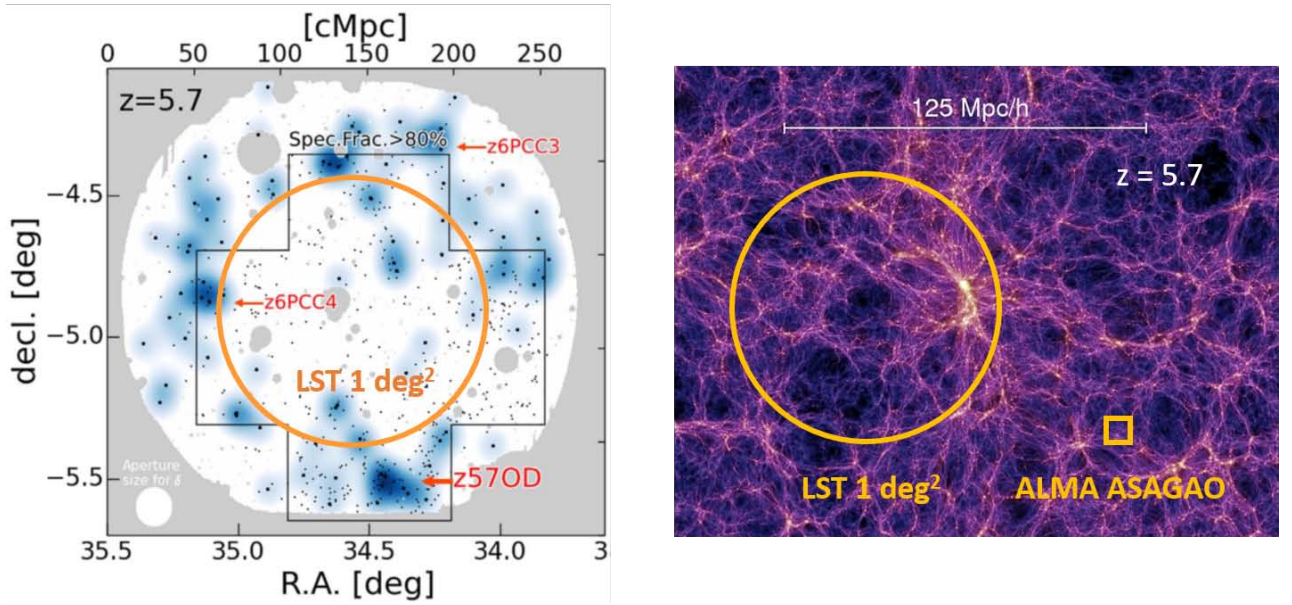 [cMpc]
0 50 100 150 200 250
z=5.7
Spec.Frac.>80%
z6PCC3
z6PCC4
LST 1 deg²
z57OD
Aperture
size for δ
decl. [deg]
−4.5
−5.0
−5.5
35.5 35.0 34.5 34.0 3
R.A. [deg]
125 Mpc/h
z = 5.7
LST 1 deg²
ALMA ASAGAO